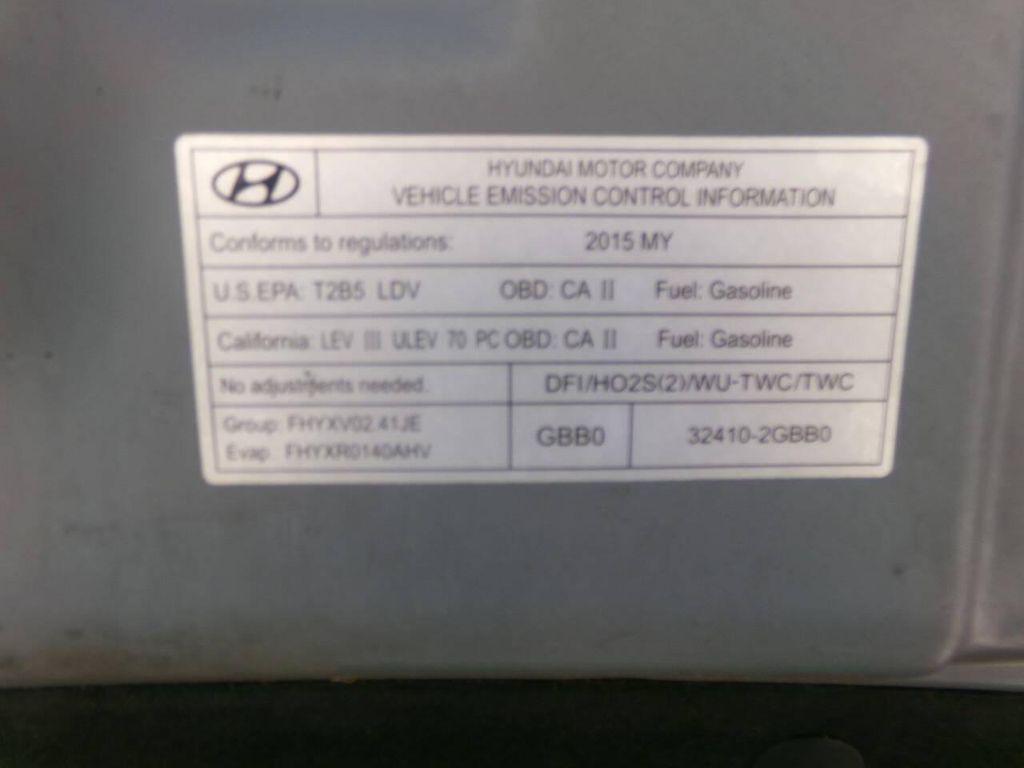 HYUNDAI MOTOR COMPANY
VEHICLE EMISSION CONTROL INFORMATION
Conforms to regulations: 2015 MY
U.S.EPA: T2B5 LDV OBD: CA II Fuel: Gasoline
California: LEV III ULEV 70 PC OBD: CA II Fuel: Gasoline
No adjustments needed. DFI/HO2S(2)/WU-TWC/TWC
Group: FHYXV02.41JE
Evap: FHYXR0140AHV
GBB0 32410-2GBB0